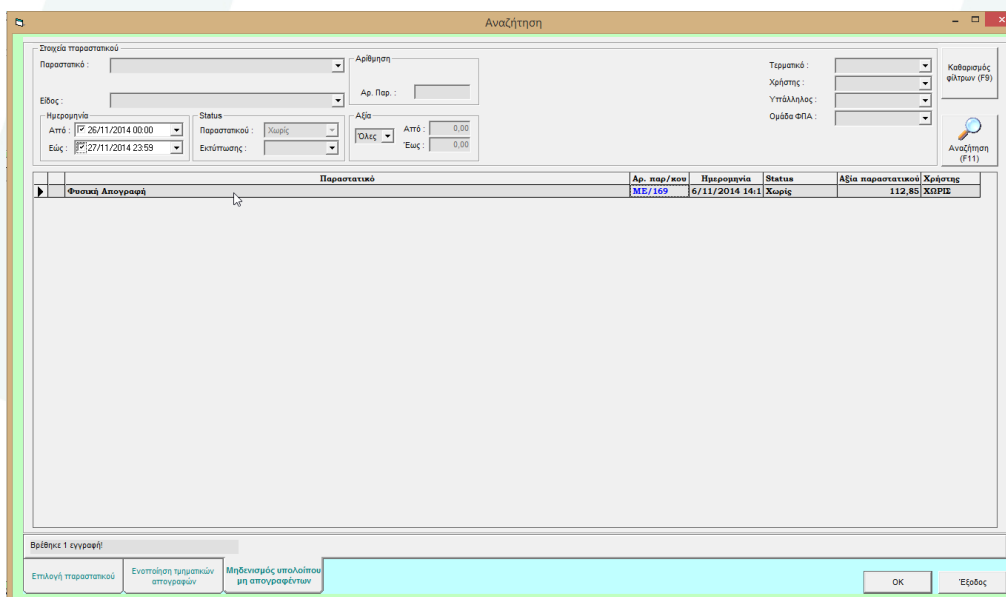 Αναζήτηση
Στοιχεία παραστατικού
Παραστατικό :
Είδος :
Αρίθμηση
Αρ. Παρ. :
Τερματικό :
Χρήστης :
Υπάλληλος :
Ομάδα ΦΠΑ :
Καθαρισμός
φίλτρων (F9)
Ημερομηνία
Από : 26/11/2014 00:00
Εώς : 27/11/2014 23:59
Status
Παραστατικού : Χωρίς
Εκτύπωσης :
Αξία
Όλες
Από : 0,00
Έως : 0,00
Αναζήτηση
(F11)
Παραστατικό Αρ. παρ/κου Ημερομηνία Status Αξία παραστατικού Χρήστης
Φυσική Απογραφή ΜΕ/169 6/11/2014 14:1 Χωρίς 112,85 ΧΩΡΙΣ
Βρέθηκε 1 εγγραφή!
Επιλογή παραστατικού
Ενοποίηση τμηματικών
απογραφών
Μηδενισμός υπολοίπου
μη απογραφέντων
OK
Έξοδος